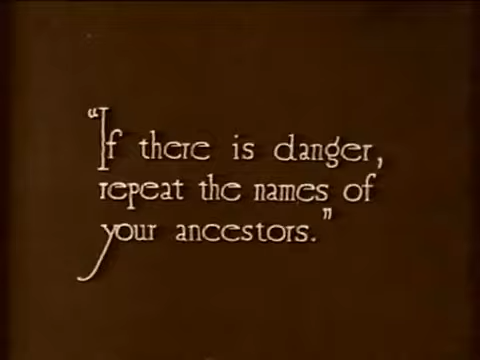 "If there is danger,
repeat the names of
your ancestors."